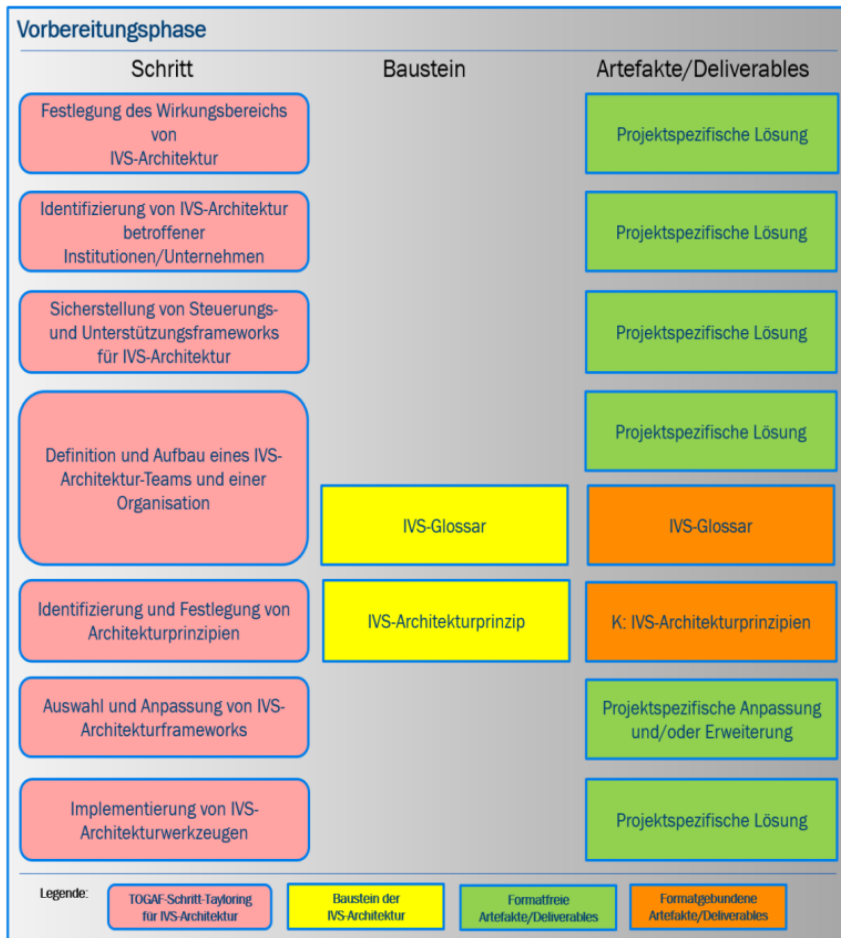 Vorbereitungsphase
Schritt
Baustein
Artefakte/Deliverables
Festlegung des Wirkungsbereichs
von
IVS-Architektur
Projektspezifische Lösung
Identifizierung von IVS-Architektur
betroffener
Institutionen/Unternehmen
Projektspezifische Lösung
Sicherstellung von Steuerungs-
und Unterstützungsframeworks
für IVS-Architektur
Projektspezifische Lösung
Definition und Aufbau eines IVS-
Architektur-Teams und einer
Organisation
Projektspezifische Lösung
IVS-Glossar
IVS-Glossar
Identifizierung und Festlegung von
Architekturprinzipien
IVS-Architekturprinzip
K: IVS-Architekturprinzipien
Auswahl und Anpassung von IVS-
Architekturframeworks
Projektspezifische Anpassung
und/oder Erweiterung
Implementierung von IVS-
Architekturwerkzeugen
Projektspezifische Lösung
Legende:
TOGAF-Schritt-Tayloring
für IVS-Architektur
Baustein der
IVS-Architektur
Formatfreie
Artefakte/Deliverables
Formatgebundene
Artefakte/Deliverables